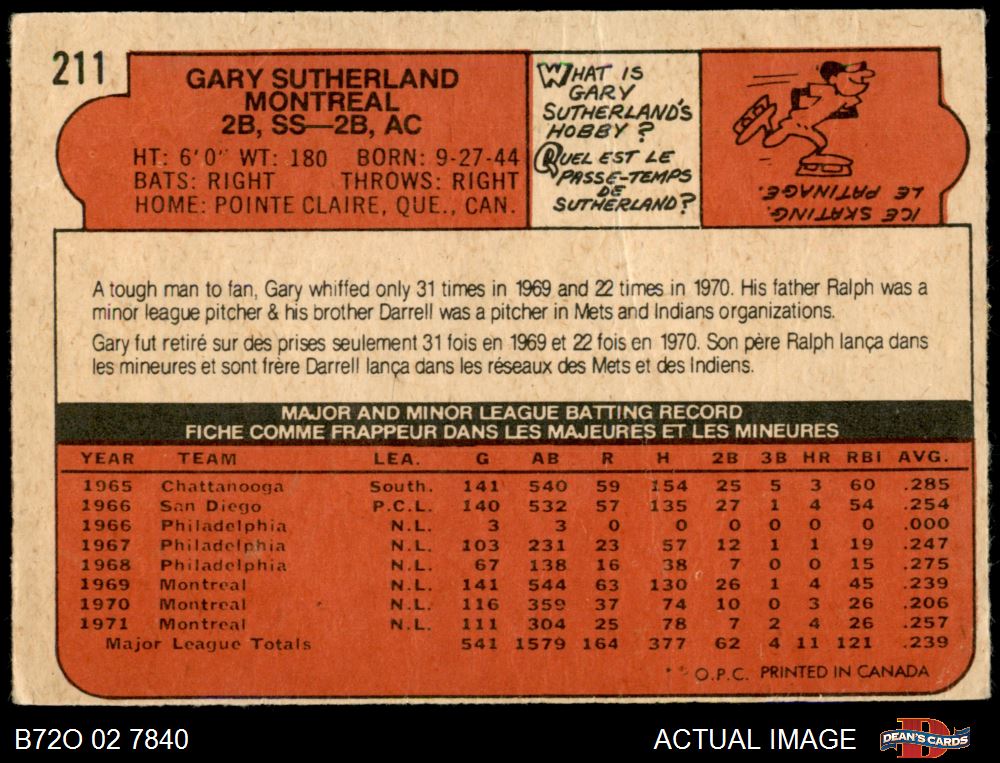 211
GARY SUTHERLAND
MONTREAL
2B, SS—2B, AC
HT: 6'0" WT: 180 BORN: 9-27-44
BATS: RIGHT THROWS: RIGHT
HOME: POINTE CLAIRE, QUE., CAN.
WHAT IS
GARY
SUTHERLAND'S
HOBBY?
QUEL EST LE
PASSE-TEMPS
DE
SUTHERLAND?
ICE SKATING.
LE PATINAGE.
A tough man to fan, Gary whiffed only 31 times in 1969 and 22 times in 1970. His father Ralph was a
minor league pitcher & his brother Darrell was a pitcher in Mets and Indians organizations.
Gary fut retiré sur des prises seulement 31 fois en 1969 et 22 fois en 1970. Son père Ralph lança dans
les mineures et sont frère Darrell lança dans les réseaux des Mets et des Indiens.
MAJOR AND MINOR LEAGUE BATTING RECORD
FICHE COMME FRAPPEUR DANS LES MAJEURES ET LES MINEURES
YEAR TEAM LEA. G AB R H 2B 3B HR RBI AVG.
1965 Chattanooga South. 141 540 59 154 25 5 3 60 .285
1966 San Diego P.C.L. 140 532 57 135 27 1 4 54 .254
1966 Philadelphia N.L. 3 3 0 0 0 0 0 0 .000
1967 Philadelphia N.L. 103 231 23 57 12 1 1 19 .247
1968 Philadelphia N.L. 67 138 16 38 7 0 0 15 .275
1969 Montreal N.L. 141 544 63 130 26 1 4 45 .239
1970 Montreal N.L. 116 359 37 74 10 0 3 26 .206
1971 Montreal N.L. 111 304 25 78 7 2 4 26 .257
Major League Totals 541 1579 164 377 62 4 11 121 .239
* * O.P.C. PRINTED IN CANADA
B72O 02 7840
ACTUAL IMAGE
D
DEAN'S CARDS